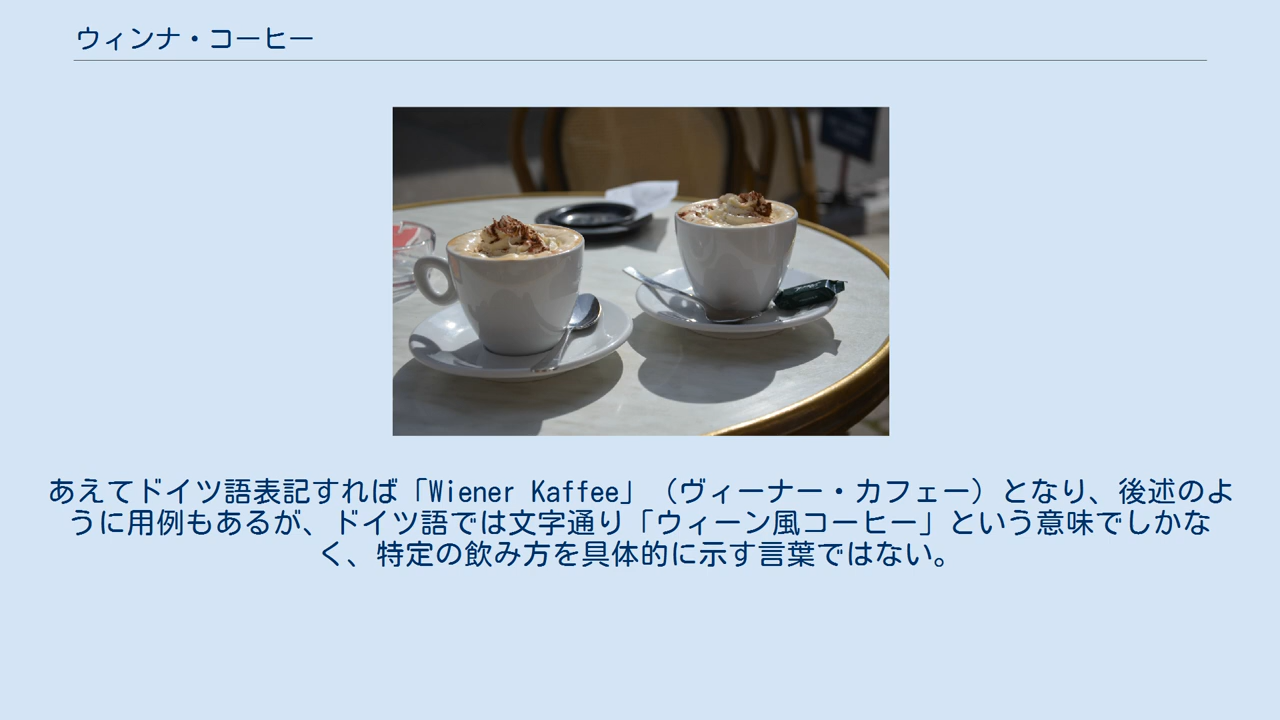 ウィンナ・コーヒー
あえてドイツ語表記すれば「Wiener Kaffee」（ヴィーナー・カフェー）となり、後述のよ
うに用例もあるが、ドイツ語では文字通り「ウィーン風コーヒー」という意味でしかな
く、特定の飲み方を具体的に示す言葉ではない。